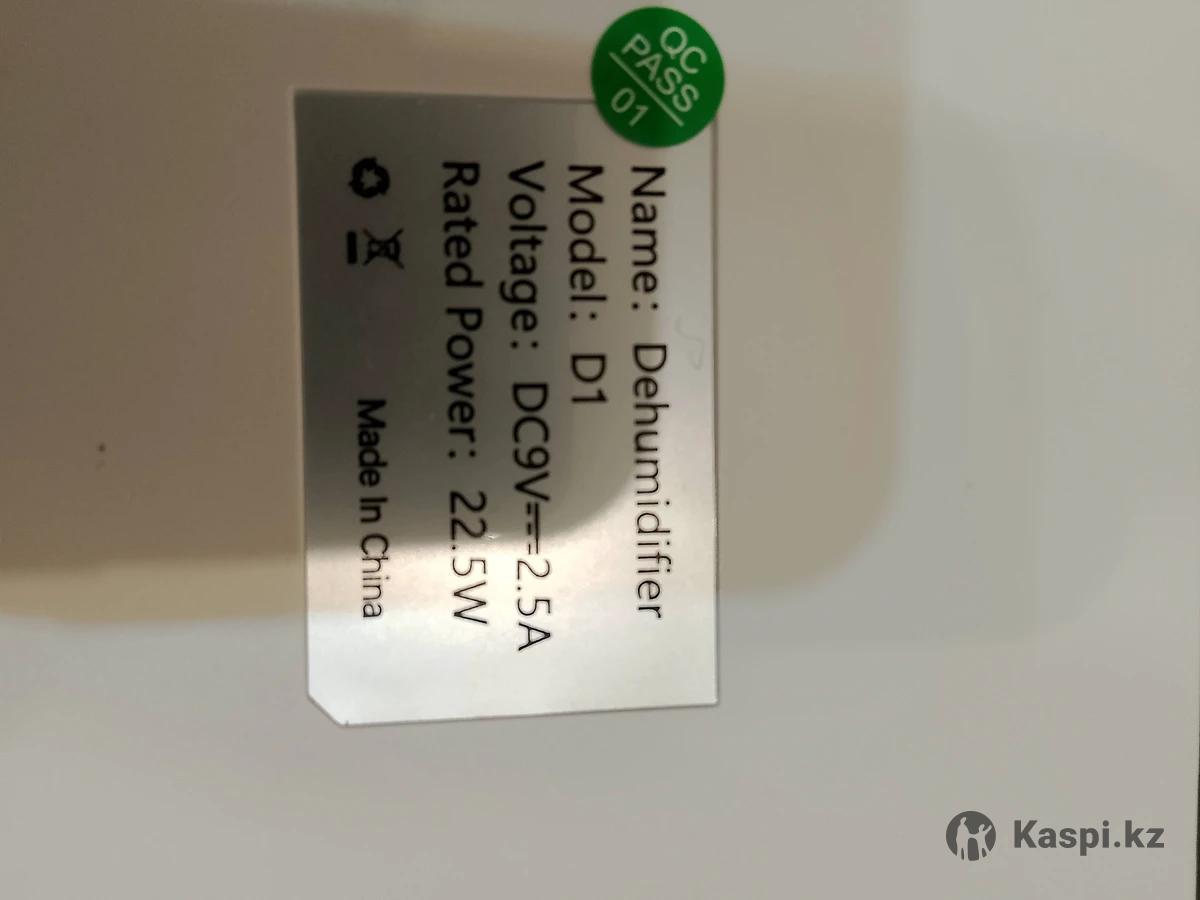 QC
PASS
01
Name: Dehumidifier
Model: D1
Voltage: DC9V⎓2.5A
Rated Power: 22.5W
Made In China
Kaspi.kz